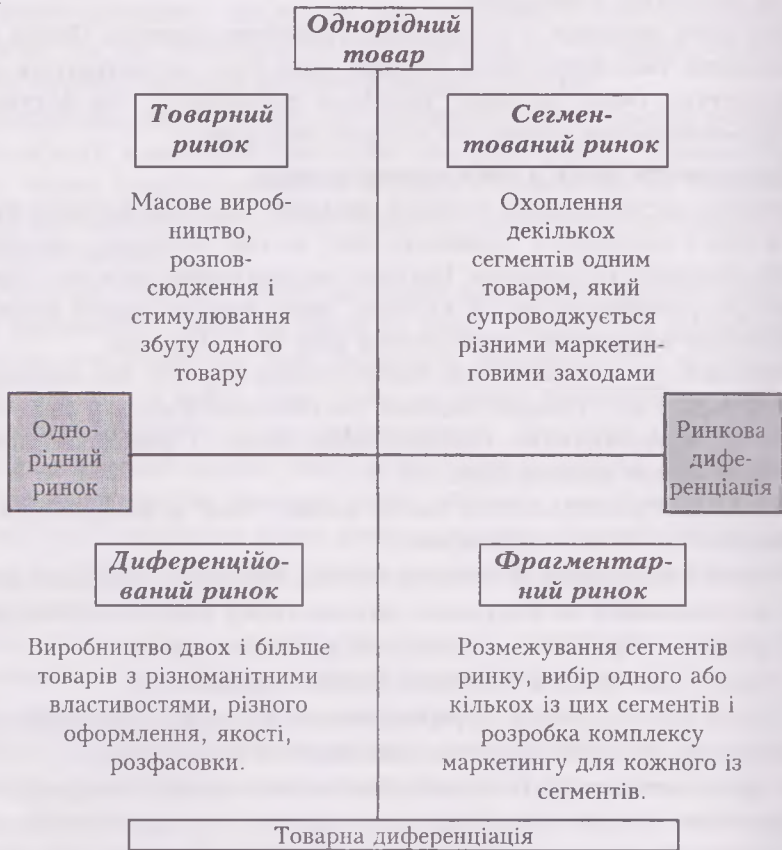 Однорідний
товар
Товарний
ринок
Сегмен-
тований ринок
Масове вироб-
ництво,
розпов-
сюдження і
стимулювання
збуту одного
товару
Охоплення
декількох
сегментів одним
товаром, який
супроводжується
різними маркетин-
говими заходами
Одно-
рідний
ринок
Ринкова
дифе-
ренціація
Диференційо-
ваний ринок
Фрагментар-
ний ринок
Виробництво двох і більше
товарів з різноманітними
властивостями, різного
оформлення, якості,
розфасовки.
Розмежування сегментів
ринку, вибір одного або
кількох із цих сегментів і
розробка комплексу
маркетингу для кожного із
сегментів.
Товарна диференціація